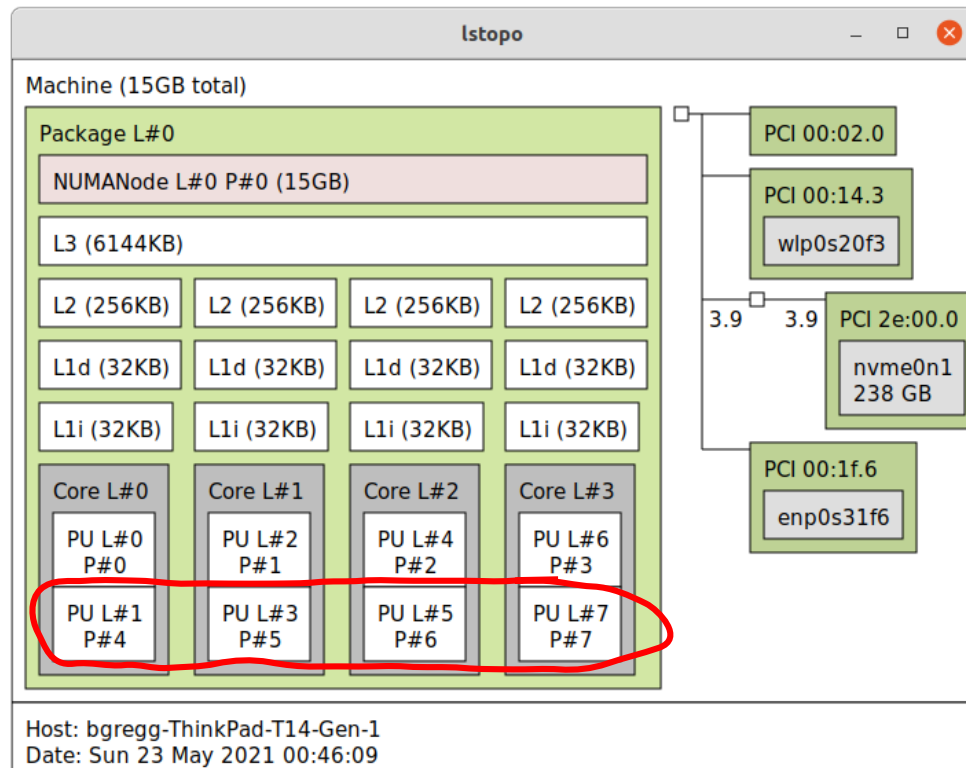 lstopo
Machine (15GB total)
Package L#0
NUMANode L#0 P#0 (15GB)
L3 (6144KB)
L2 (256KB) L2 (256KB) L2 (256KB) L2 (256KB)
L1d (32KB) L1d (32KB) L1d (32KB) L1d (32KB)
L1i (32KB) L1i (32KB) L1i (32KB) L1i (32KB)
Core L#0 Core L#1 Core L#2 Core L#3
PU L#0 PU L#2 PU L#4 PU L#6
P#0 P#1 P#2 P#3
PU L#1 PU L#3 PU L#5 PU L#7
P#4 P#5 P#6 P#7
PCI 00:02.0
PCI 00:14.3
wlp0s20f3
3.9 3.9 PCI 2e:00.0
nvme0n1
238 GB
PCI 00:1f.6
enp0s31f6
Host: bgregg-ThinkPad-T14-Gen-1
Date: Sun 23 May 2021 00:46:09